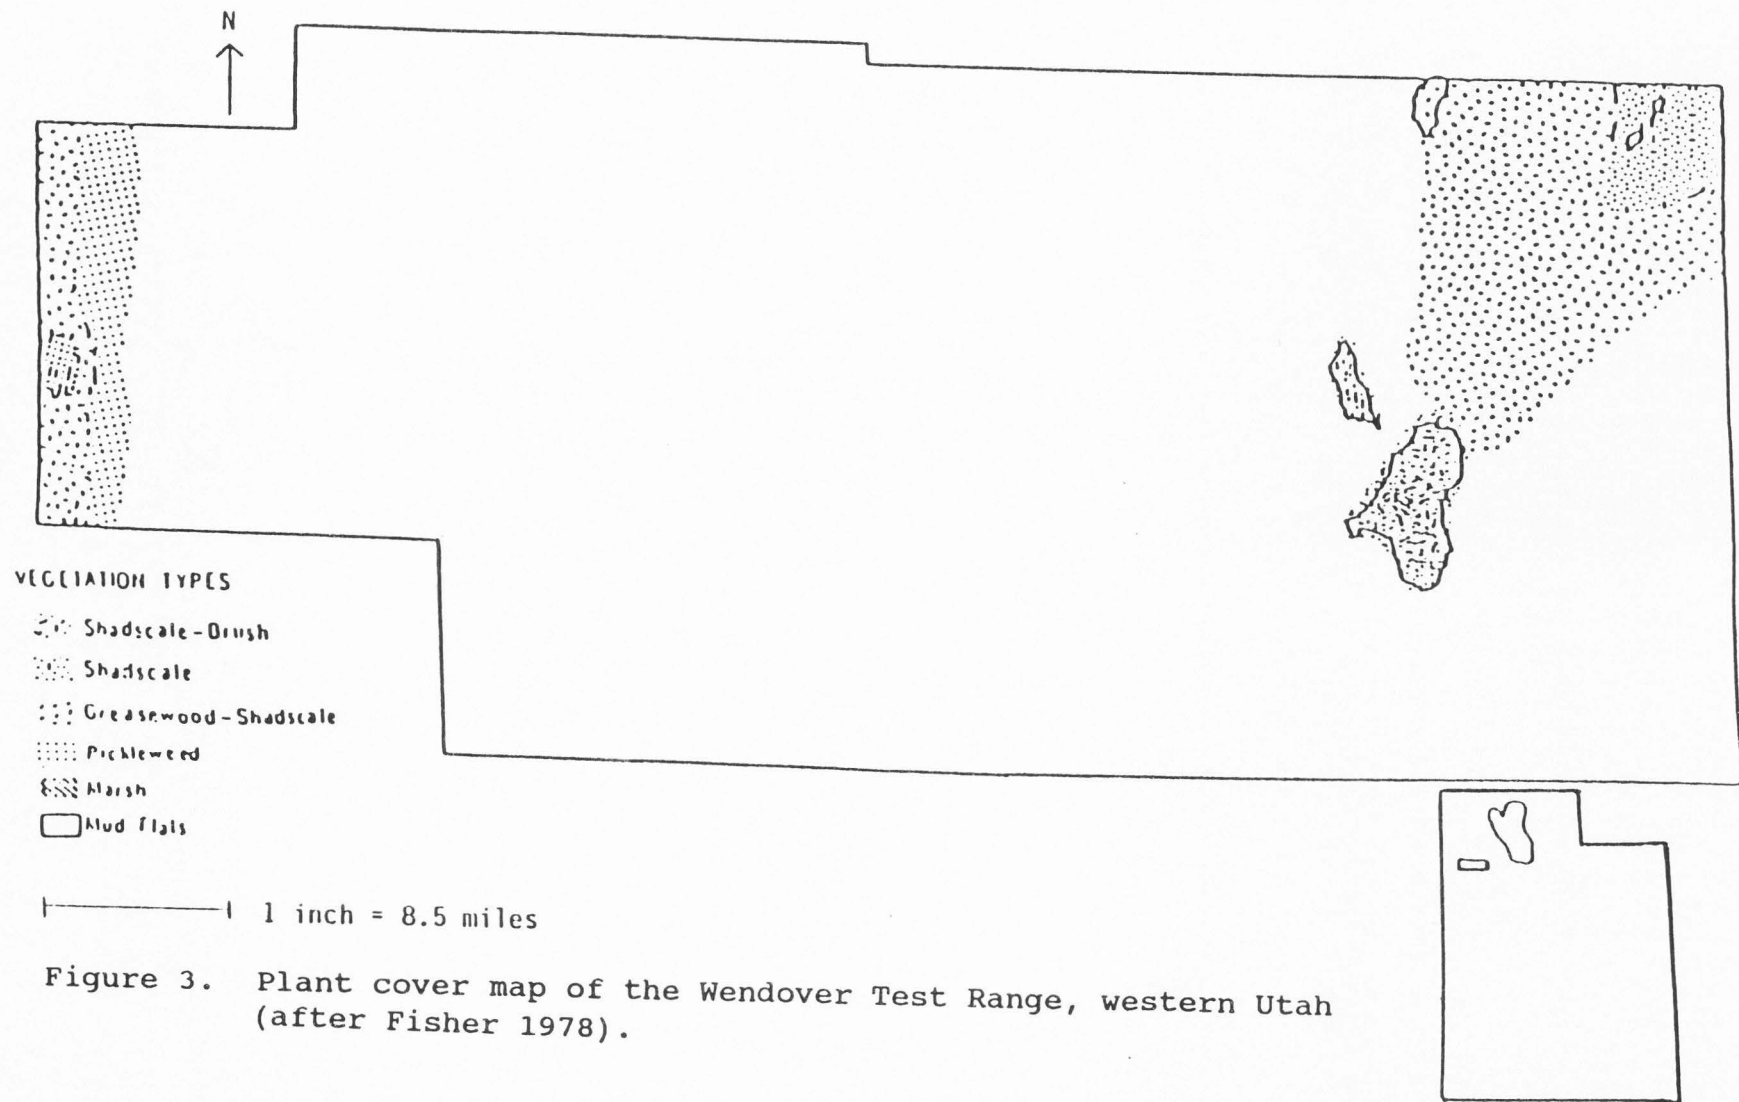 N
VEGETATION TYPES
Shadscale-Brush
Shadscale
Greasewood-Shadscale
Pickleweed
Marsh
Mud flats
1 inch = 8.5 miles
Figure 3. Plant cover map of the Wendover Test Range, western Utah
(after Fisher 1978).